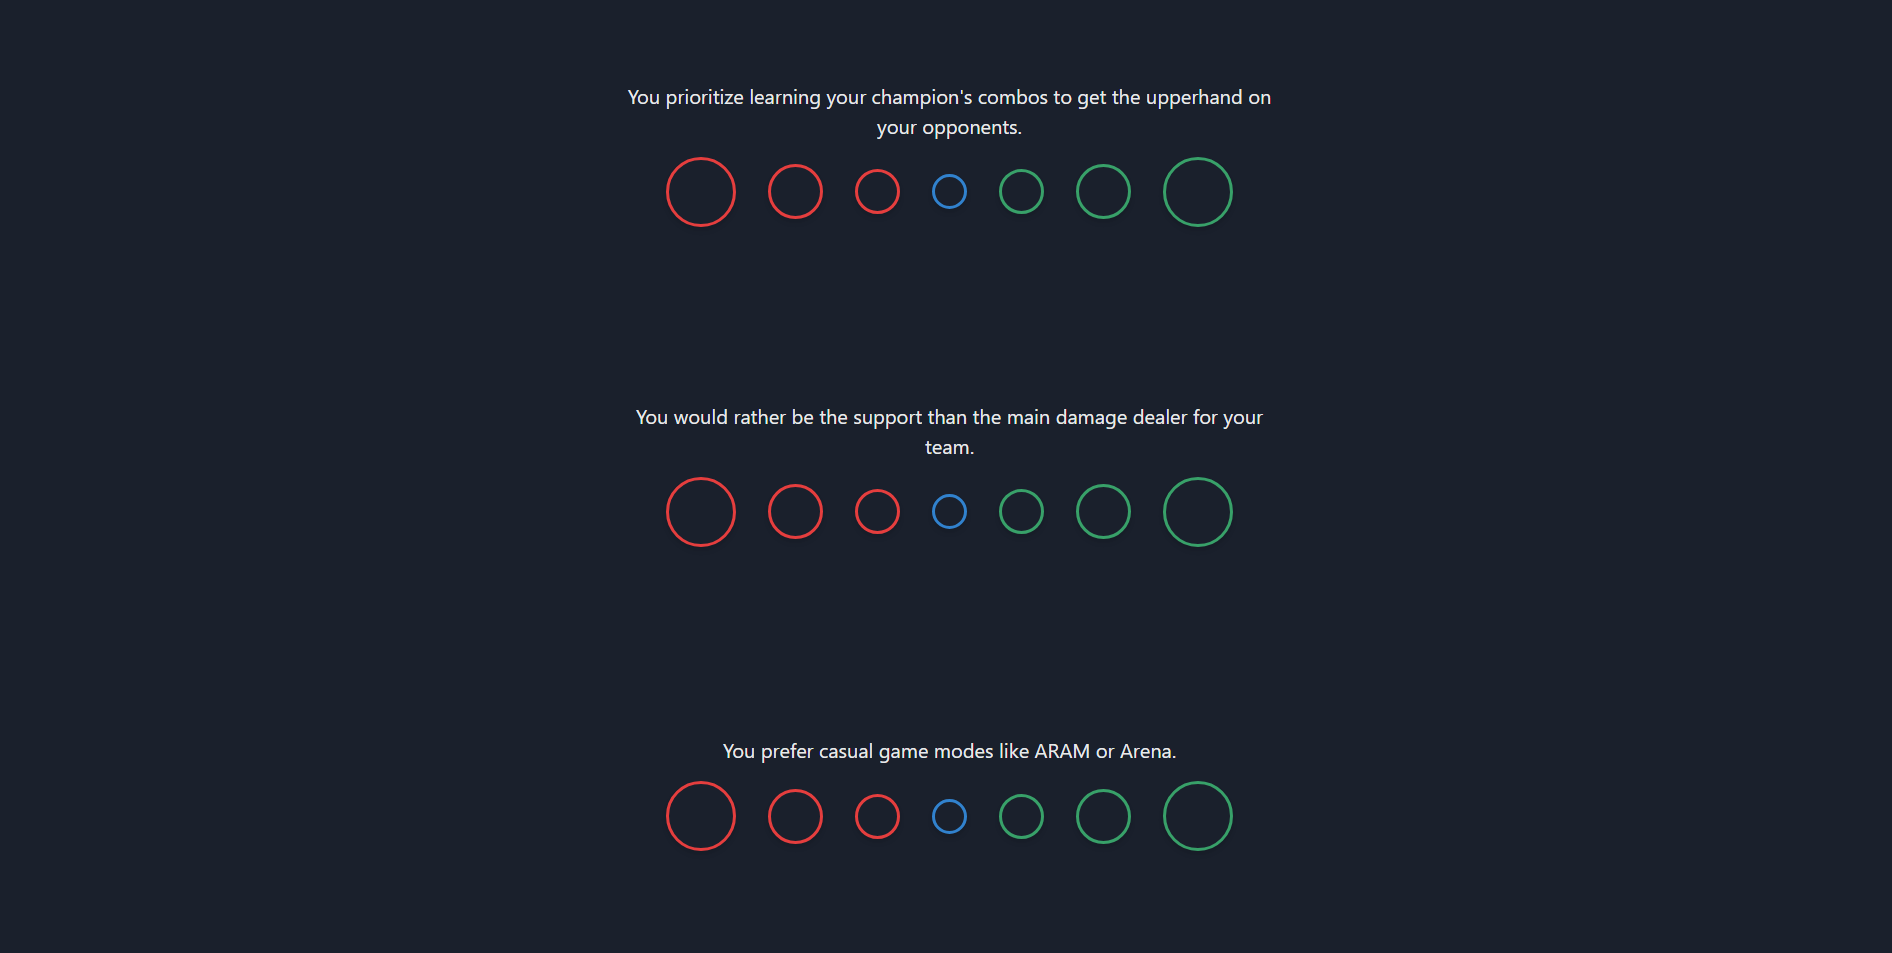 You prioritize learning your champion's combos to get the upperhand on
your opponents.
You would rather be the support than the main damage dealer for your
team.
You prefer casual game modes like ARAM or Arena.